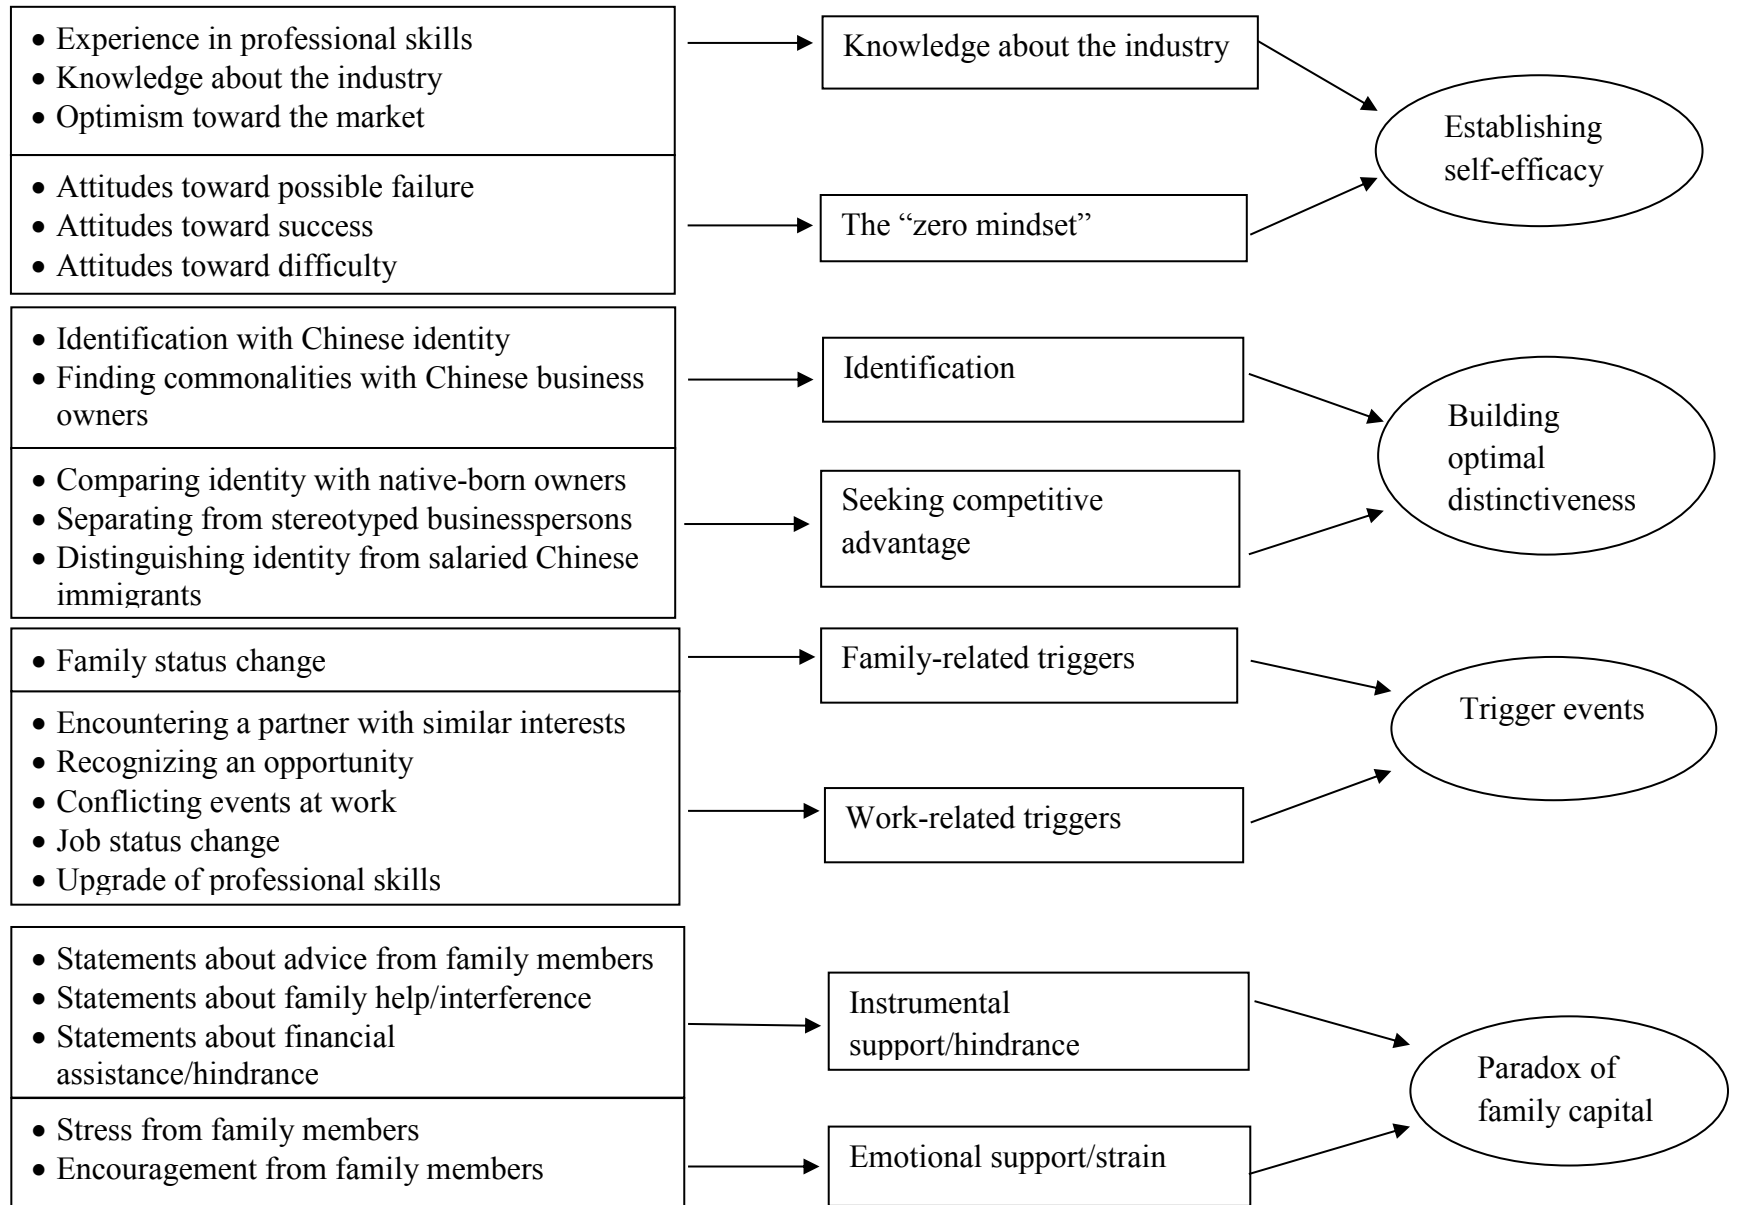 • Experience in professional skills
• Knowledge about the industry
• Optimism toward the market
Knowledge about the industry
• Attitudes toward possible failure
• Attitudes toward success
• Attitudes toward difficulty
The “zero mindset”
Establishing
self-efficacy
• Identification with Chinese identity
• Finding commonalities with Chinese business
owners
Identification
• Comparing identity with native-born owners
• Separating from stereotyped businesspersons
• Distinguishing identity from salaried Chinese
immigrants
Seeking competitive
advantage
Building
optimal
distinctiveness
• Family status change
Family-related triggers
• Encountering a partner with similar interests
• Recognizing an opportunity
• Conflicting events at work
• Job status change
• Upgrade of professional skills
Work-related triggers
Trigger events
• Statements about advice from family members
• Statements about family help/interference
• Statements about financial
assistance/hindrance
Instrumental
support/hindrance
• Stress from family members
• Encouragement from family members
Emotional support/strain
Paradox of
family capital